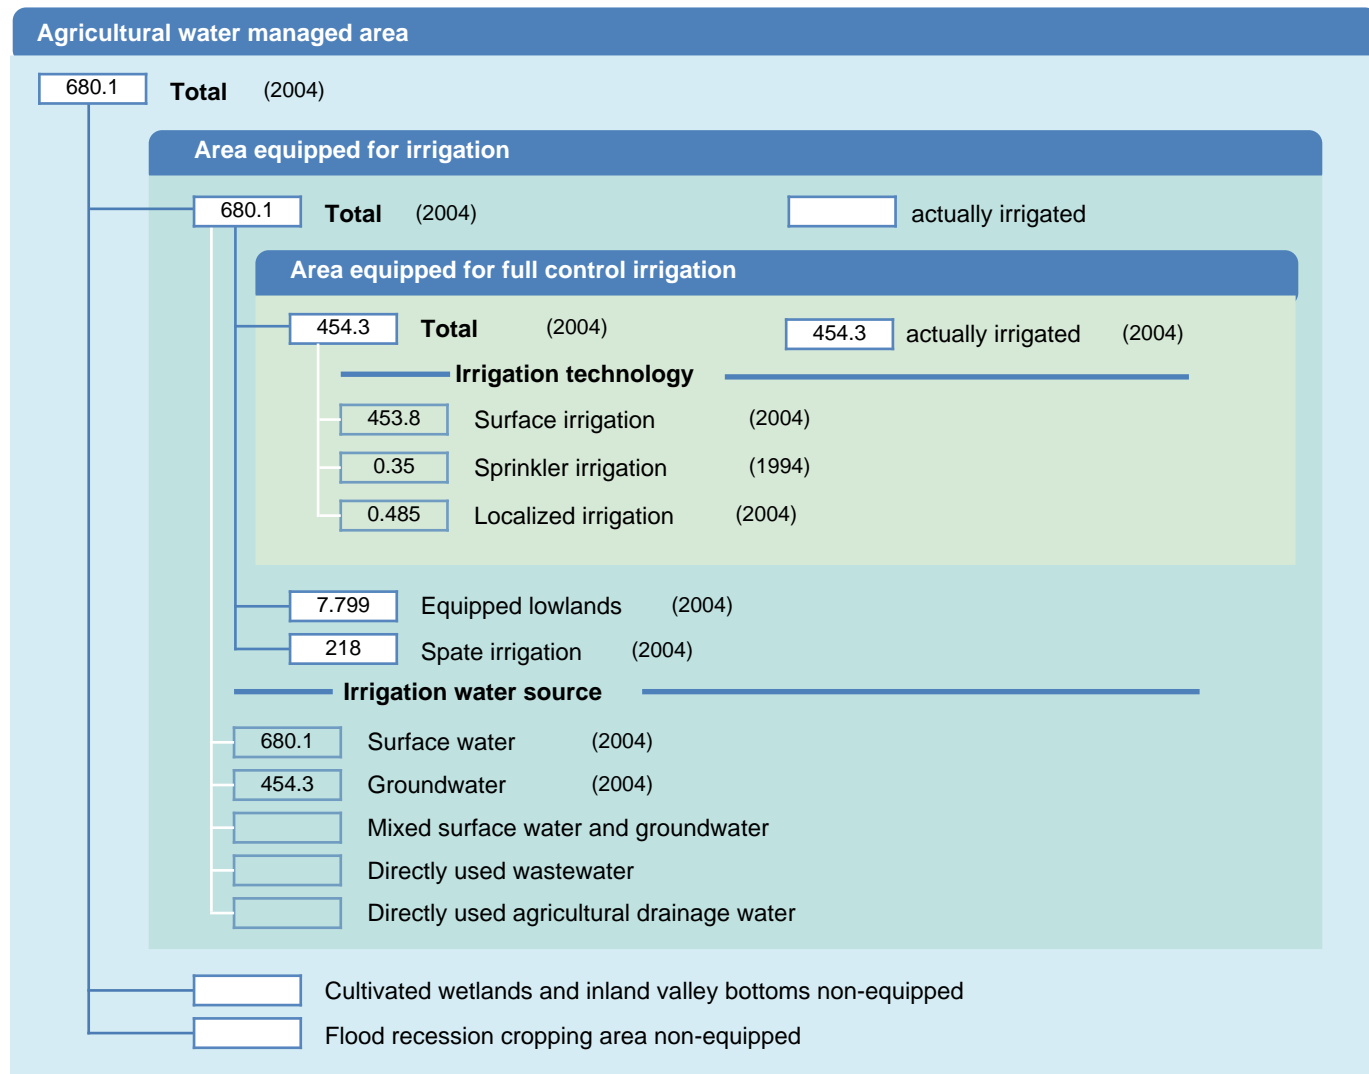 Agricultural water managed area
680.1 Total (2004)
Area equipped for irrigation
680.1 Total (2004) actually irrigated
Area equipped for full control irrigation
454.3 Total (2004) 454.3 actually irrigated (2004)
Irrigation technology
453.8 Surface irrigation (2004)
0.35 Sprinkler irrigation (1994)
0.485 Localized irrigation (2004)
7.799 Equipped lowlands (2004)
218 Spate irrigation (2004)
Irrigation water source
680.1 Surface water (2004)
454.3 Groundwater (2004)
Mixed surface water and groundwater
Directly used wastewater
Directly used agricultural drainage water
Cultivated wetlands and inland valley bottoms non-equipped
Flood recession cropping area non-equipped